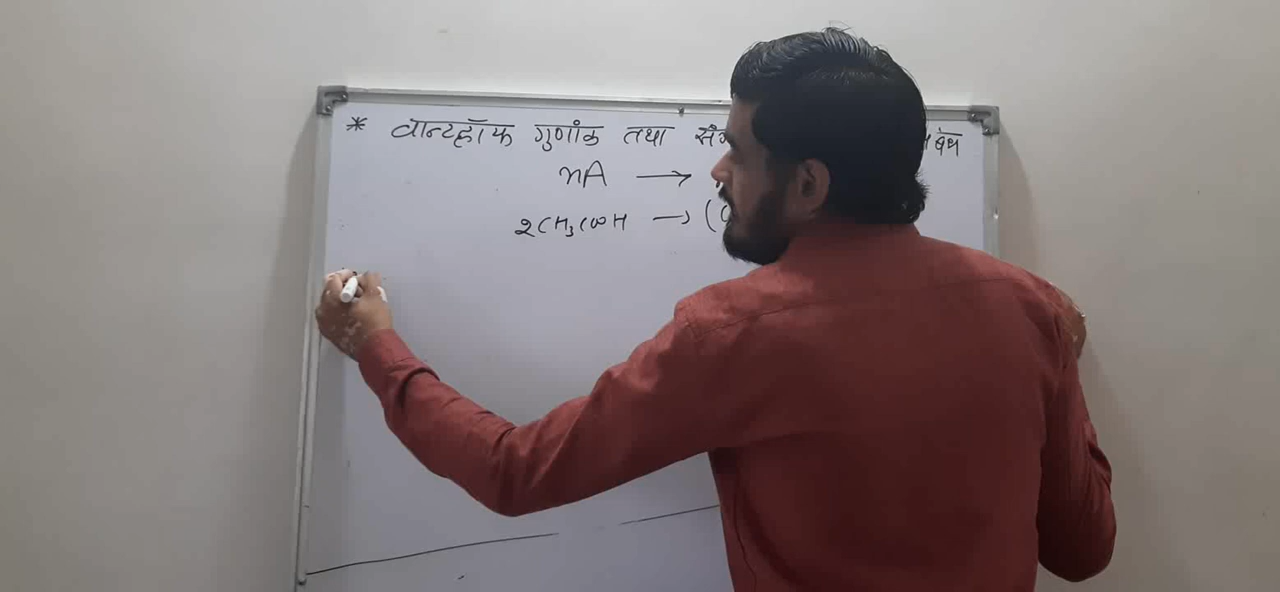 * वान्टहॉफ गुणांक तथा
nA →
2CH₃COOH → (